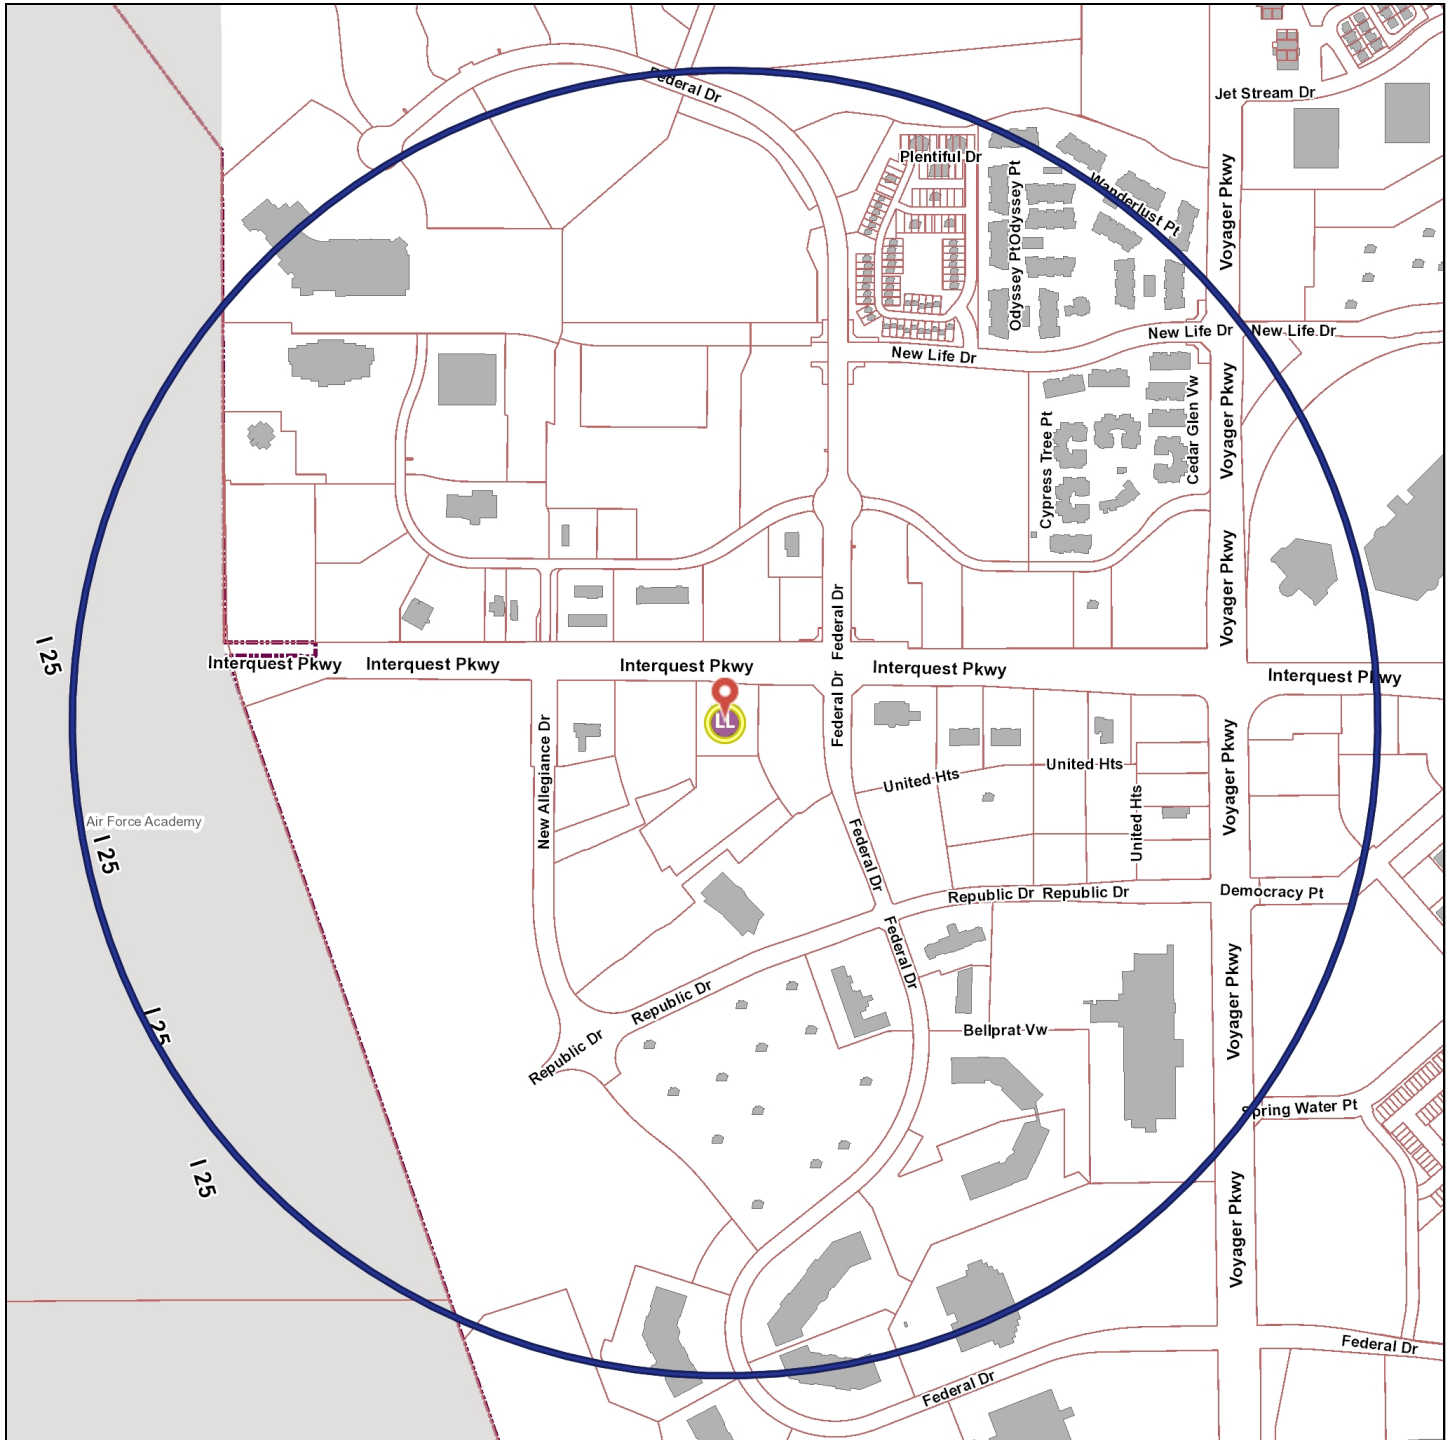 Federal Dr
Jet Stream Dr
Plentiful Dr
Odyssey Pt
Odyssey Pt
Wanderlust Pt
Voyager Pkwy
New Life Dr
New Life Dr
New Life Dr
Cypress Tree Pt
Cedar Glen Vw
Voyager Pkwy
Voyager Pkwy
Federal Dr
I 25
Interquest Pkwy
Interquest Pkwy
Interquest Pkwy
Interquest Pkwy
Interquest Pkwy
Federal Dr
LL
New Allegiance Dr
United Hts
United Hts
United Hts
Voyager Pkwy
Air Force Academy
I 25
Federal Dr
Republic Dr
Republic Dr
Democracy Pt
Federal Dr
Republic Dr
Republic Dr
Bellprat Vw
Voyager Pkwy
I 25
Spring Water Pt
I 25
Voyager Pkwy
Federal Dr
Federal Dr